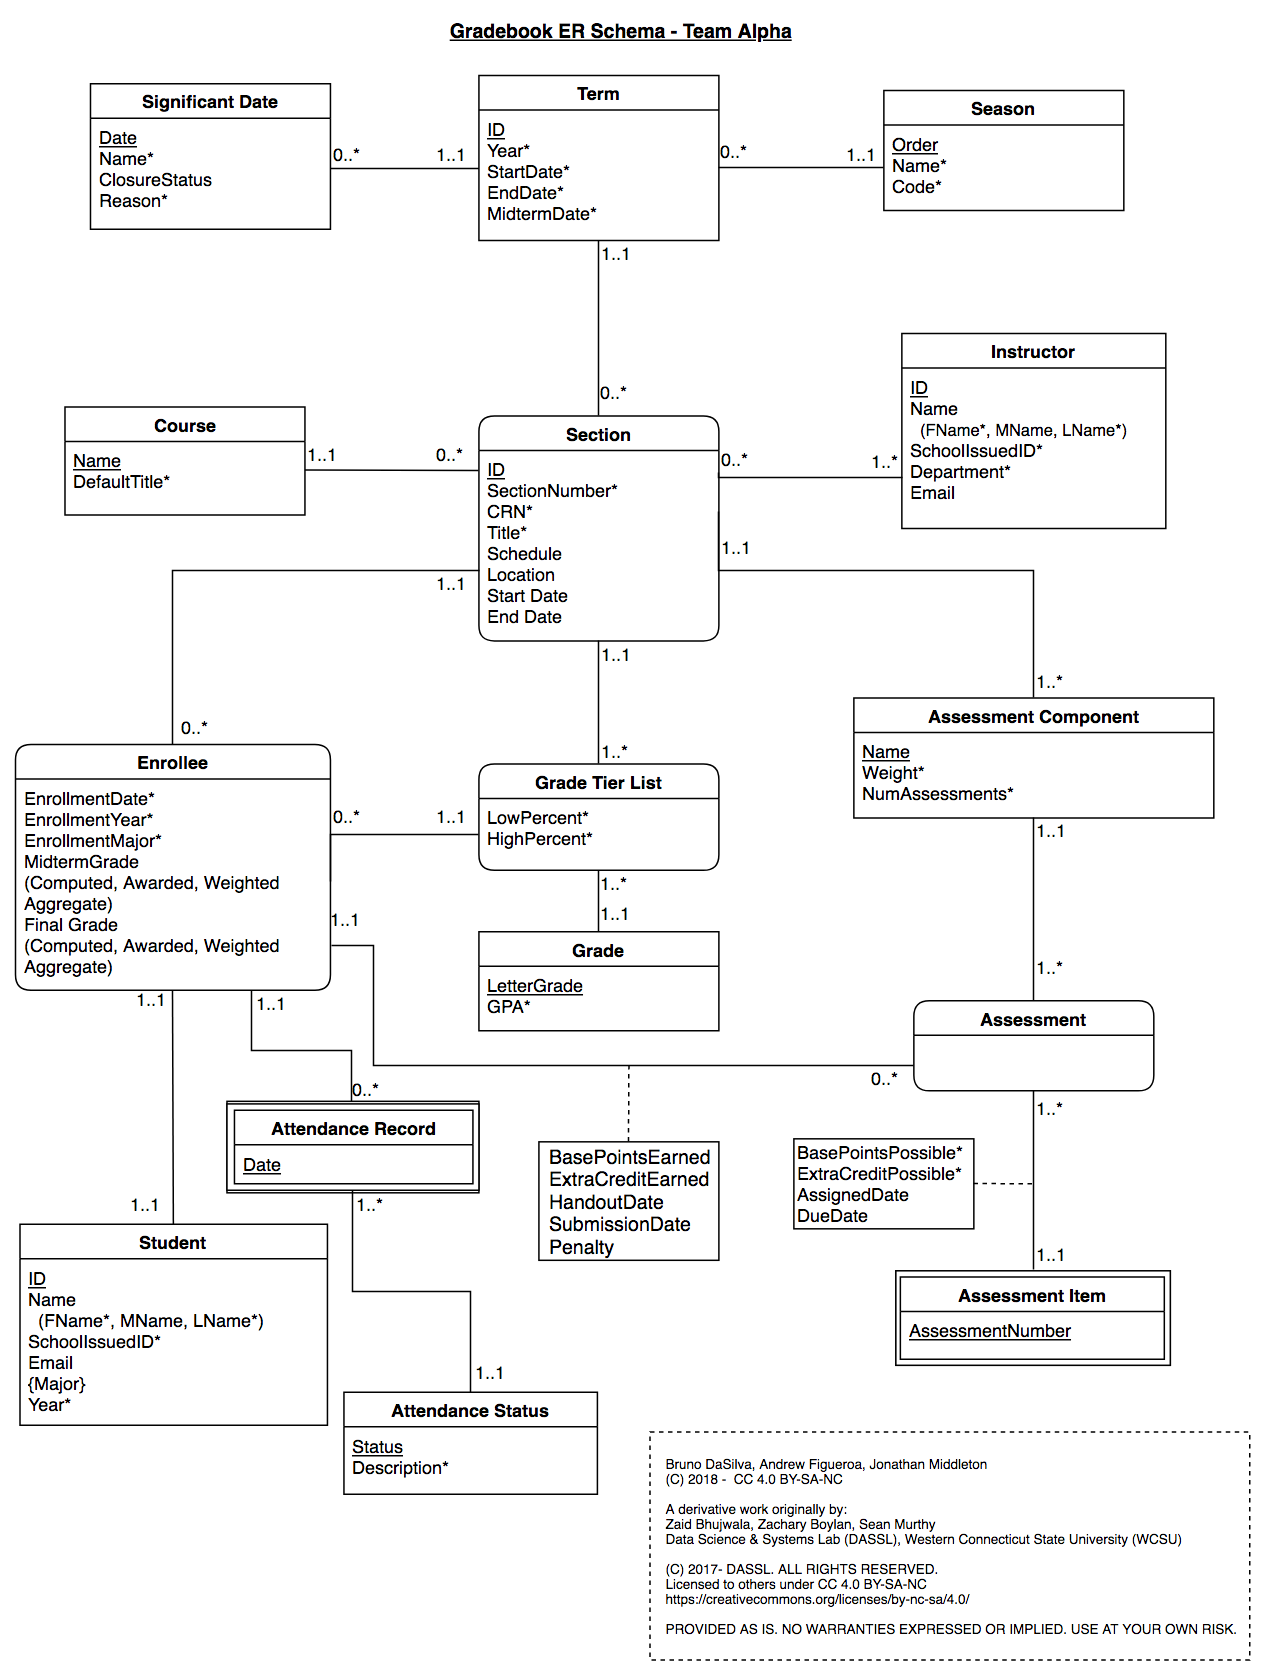 Gradebook ER Schema - Team Alpha
Significant Date
Date
Name*
ClosureStatus
Reason*
0..*
1..1
Term
ID
Year*
StartDate*
EndDate*
MidtermDate*
0..*
1..1
Season
Order
Name*
Code*
1..1
0..*
Course
Name
DefaultTitle*
1..1
0..*
Section
ID
SectionNumber*
CRN*
Title*
Schedule
Location
Start Date
End Date
0..*
1..*
Instructor
ID
Name
(FName*, MName, LName*)
SchoolIssuedID*
Department*
Email
1..1
1..1
1..1
0..*
1..*
1..*
Enrollee
EnrollmentDate*
EnrollmentYear*
EnrollmentMajor*
MidtermGrade
(Computed, Awarded, Weighted
Aggregate)
Final Grade
(Computed, Awarded, Weighted
Aggregate)
0..*
1..1
Grade Tier List
LowPercent*
HighPercent*
1..*
1..1
Grade
LetterGrade
GPA*
Assessment Component
Name
Weight*
NumAssessments*
1..1
1..*
Assessment
1..1
0..*
1..1
1..1
0..*
Attendance Record
Date
1..*
1..1
BasePointsEarned
ExtraCreditEarned
HandoutDate
SubmissionDate
Penalty
1..*
BasePointsPossible*
ExtraCreditPossible*
AssignedDate
DueDate
1..1
Assessment Item
AssessmentNumber
Student
ID
Name
(FName*, MName, LName*)
SchoolIssuedID*
Email
{Major}
Year*
1..1
Attendance Status
Status
Description*
Bruno DaSilva, Andrew Figueroa, Jonathan Middleton
(C) 2018 - CC 4.0 BY-SA-NC
A derivative work originally by:
Zaid Bhujwala, Zachary Boylan, Sean Murthy
Data Science & Systems Lab (DASSL), Western Connecticut State University (WCSU)
(C) 2017- DASSL. ALL RIGHTS RESERVED.
Licensed to others under CC 4.0 BY-SA-NC
https://creativecommons.org/licenses/by-nc-sa/4.0/
PROVIDED AS IS. NO WARRANTIES EXPRESSED OR IMPLIED. USE AT YOUR OWN RISK.